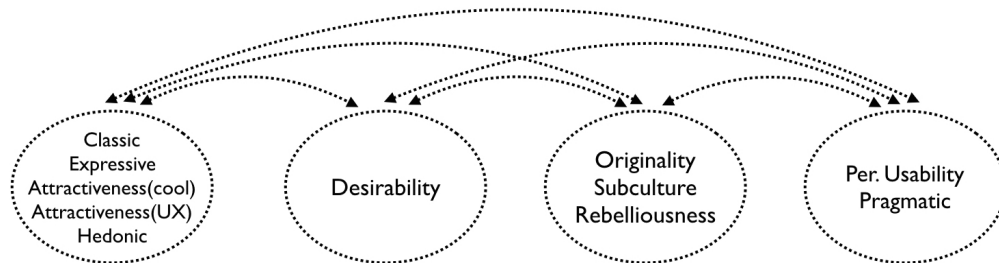 Classic
Expressive
Attractiveness(cool)
Attractiveness(UX)
Hedonic
Desirability
Originality
Subculture
Rebelliousness
Per. Usability
Pragmatic